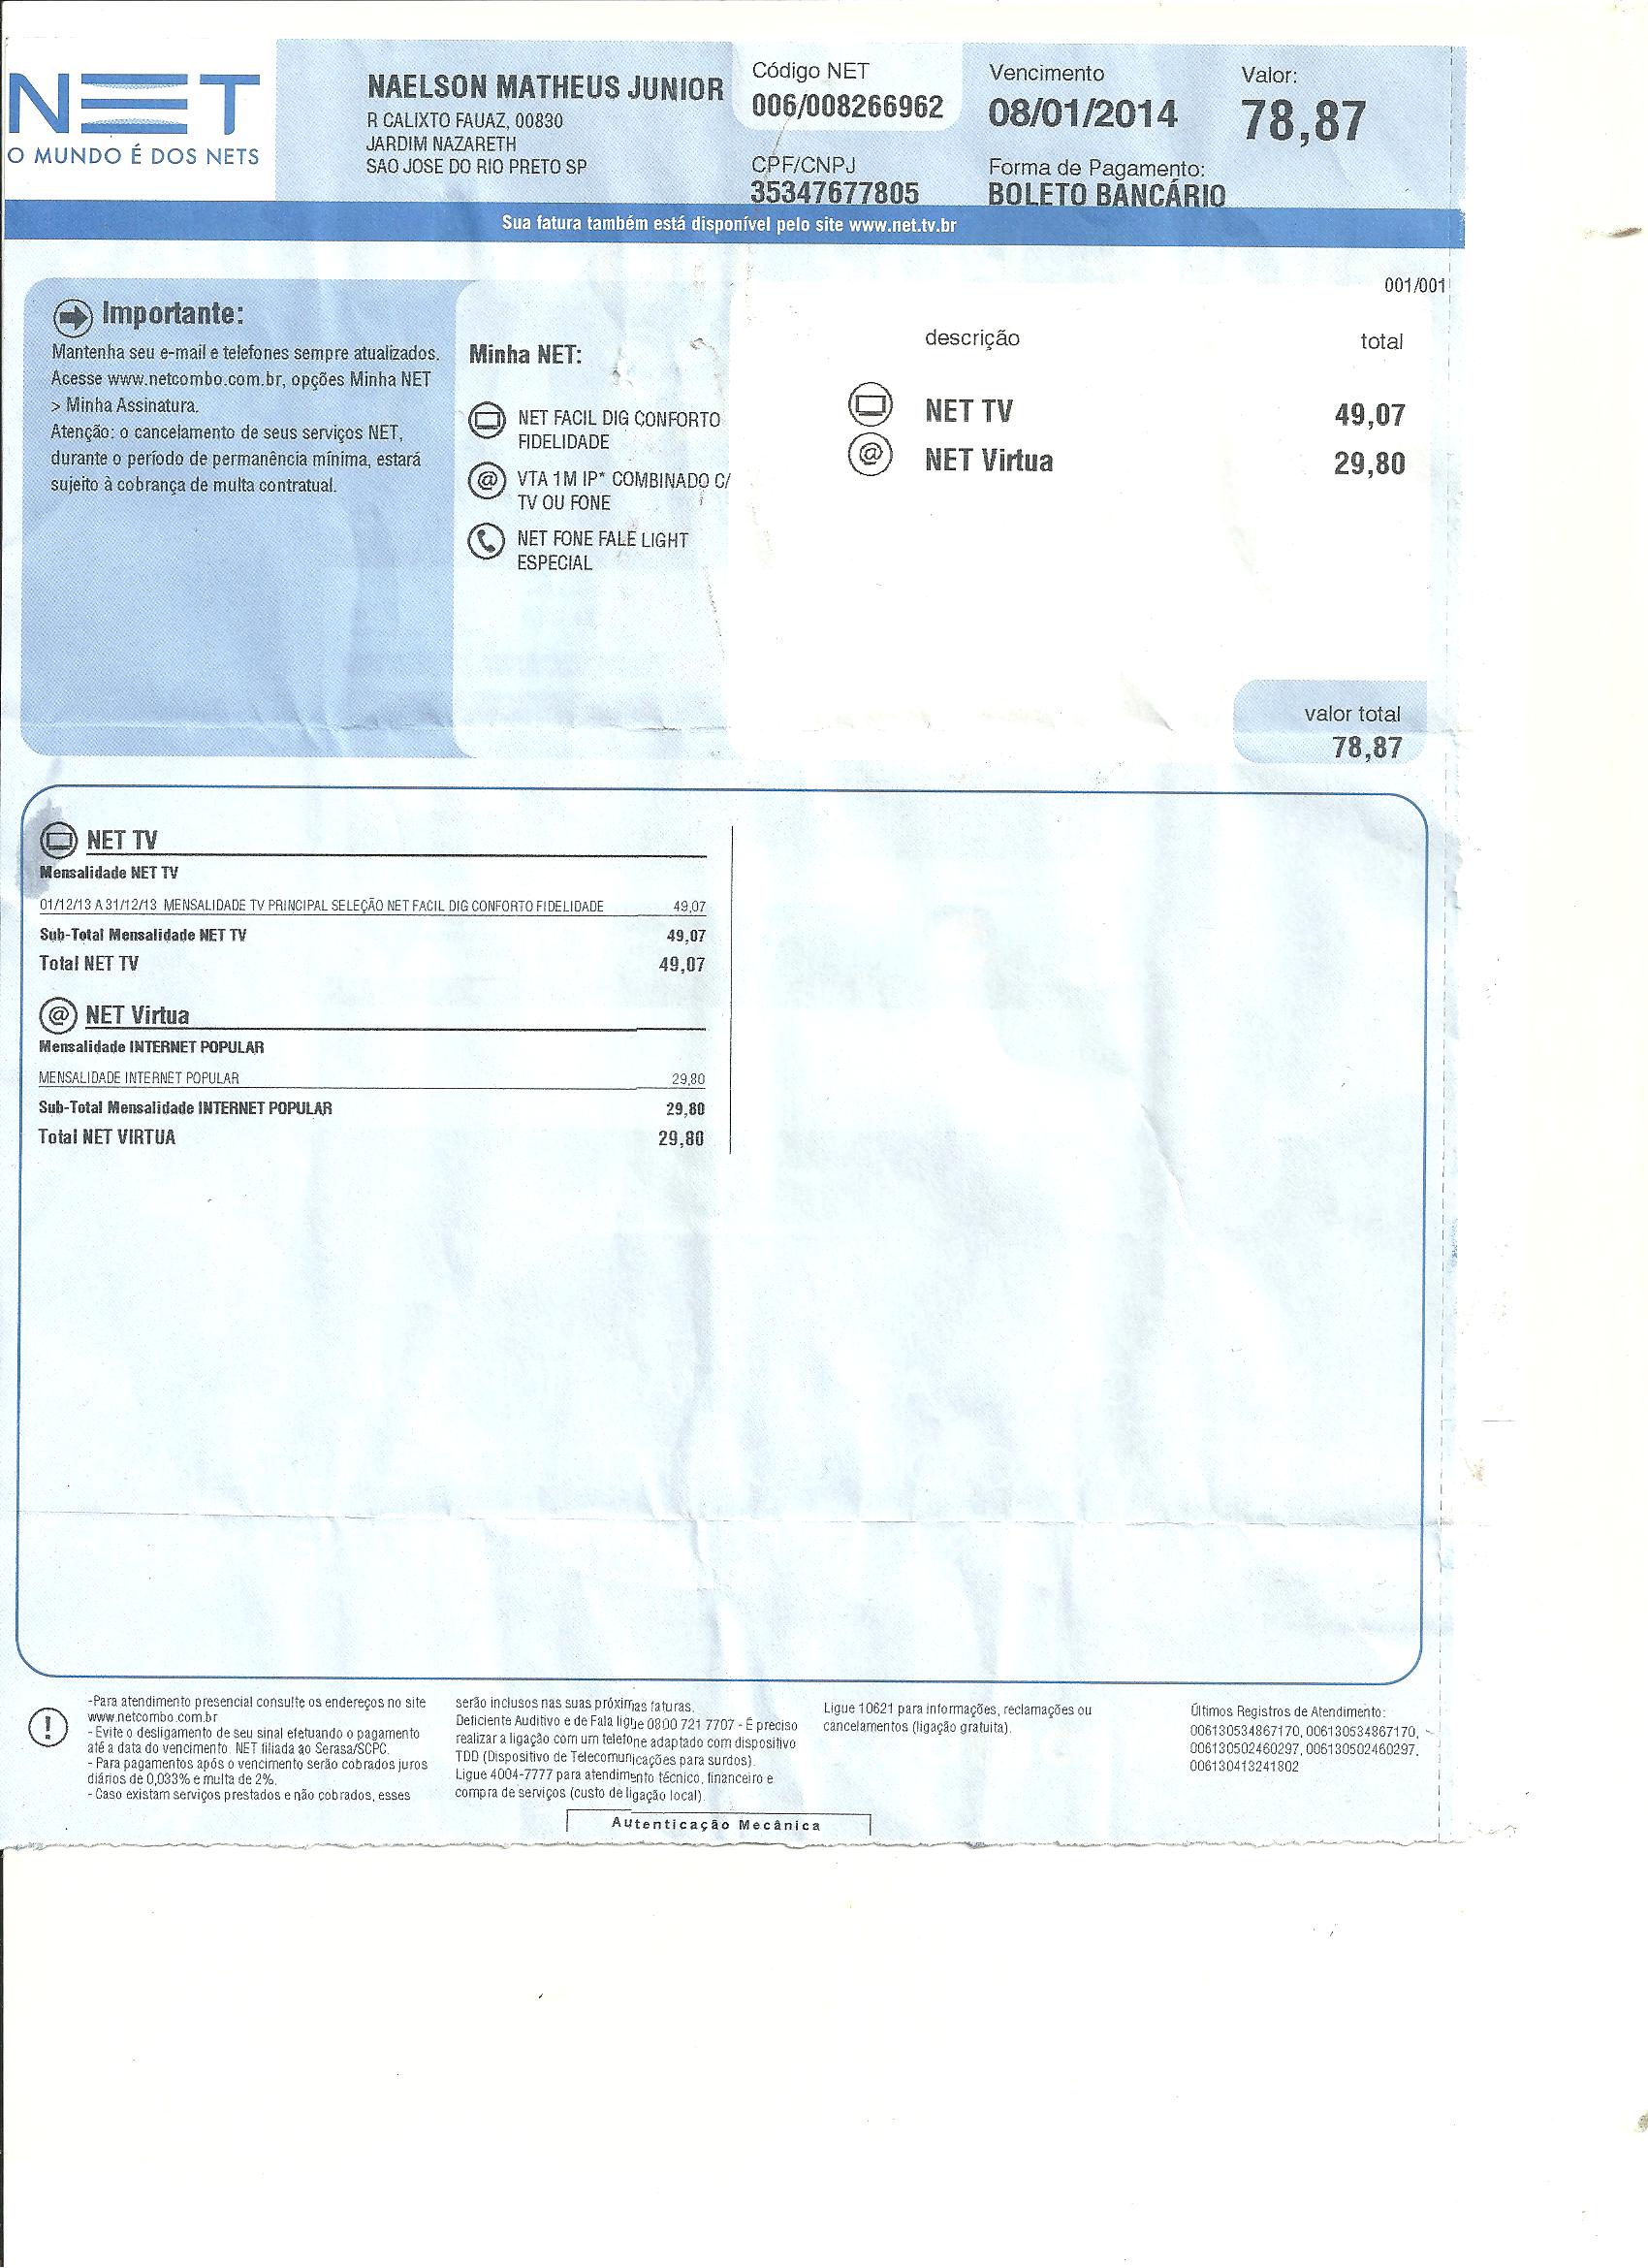 NET
O MUNDO É DOS NETS
NAELSON MATHEUS JUNIOR
R CALIXTO FAUAZ, 00830
JARDIM NAZARETH
SAO JOSE DO RIO PRETO SP
Código NET
006/008266962
CPF/CNPJ
35347677805
Vencimento
08/01/2014
Forma de Pagamento:
BOLETO BANCÁRIO
Valor:
78,87
Sua fatura também está disponível pelo site www.net.tv.br
001/001
Importante:
Mantenha seu e-mail e telefones sempre atualizados.
Acesse www.netcombo.com.br, opções Minha NET
> Minha Assinatura.
Atenção: o cancelamento de seus serviços NET,
durante o período de permanência mínima, estará
sujeito à cobrança de multa contratual.
Minha NET:
NET FACIL DIG CONFORTO
FIDELIDADE
@ VTA 1M IP* COMBINADO C/
TV OU FONE
NET FONE FALE LIGHT
ESPECIAL
descrição total
NET TV 49,07
@ NET Virtua 29,80
valor total
78,87
NET TV
Mensalidade NET TV
01/12/13 A 31/12/13 MENSALIDADE TV PRINCIPAL SELEÇÃO NET FACIL DIG CONFORTO FIDELIDADE 49,07
Sub-Total Mensalidade NET TV 49,07
Total NET TV 49,07
@ NET Virtua
Mensalidade INTERNET POPULAR
MENSALIDADE INTERNET POPULAR 29,80
Sub-Total Mensalidade INTERNET POPULAR 29,80
Total NET VIRTUA 29,80
-Para atendimento presencial consulte os endereços no site
www.netcombo.com.br
- Evite o desligamento de seu sinal efetuando o pagamento
até a data do vencimento. NET filiada ao Serasa/SCPC.
- Para pagamentos após o vencimento serão cobrados juros
diários de 0,033% e multa de 2%.
- Caso existam serviços prestados e não cobrados, esses
serão inclusos nas suas próximas faturas.
Deficiente Auditivo e de Fala ligue 0800 721 7707 - É preciso
realizar a ligação com um telefone adaptado com dispositivo
TDD (Dispositivo de Telecomunicações para surdos).
Ligue 4004-7777 para atendimento técnico, financeiro e
compra de serviços (custo de ligação local).
Ligue 10621 para informações, reclamações ou
cancelamentos (ligação gratuita).
Últimos Registros de Atendimento:
006130534867170, 006130534867170,
006130502460297, 006130502460297,
006130413241802
Autenticação Mecânica